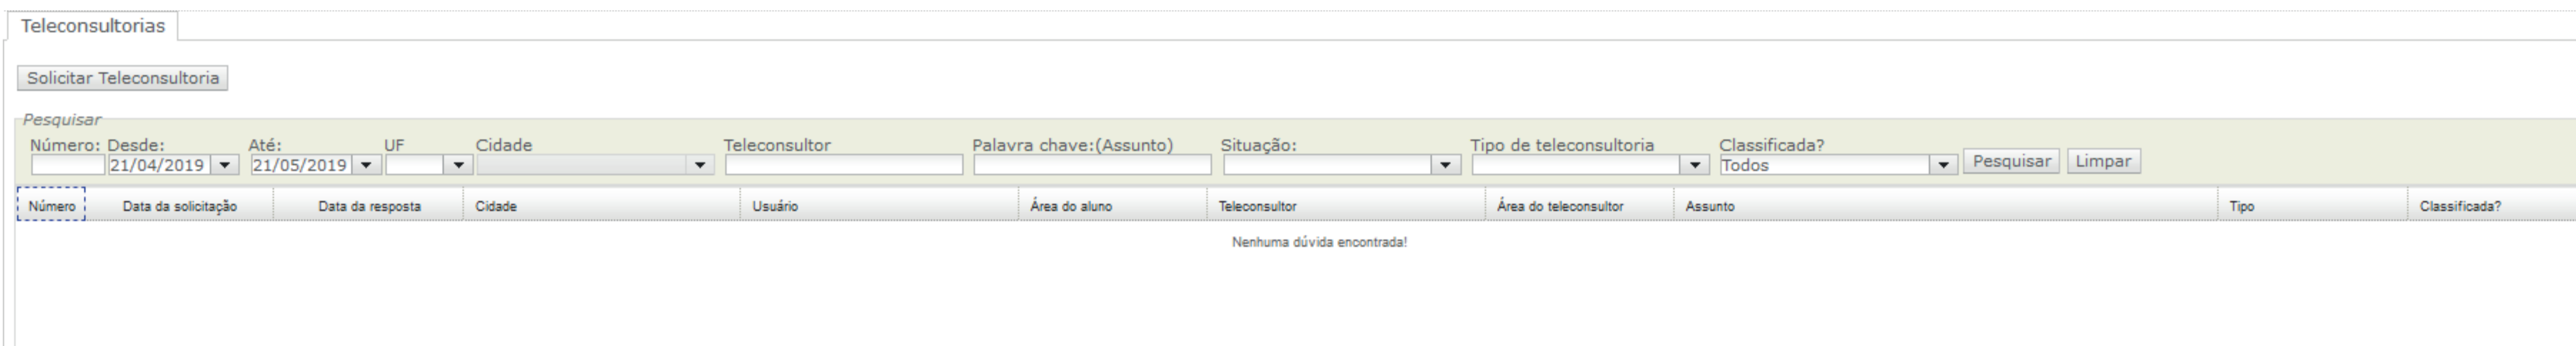 Teleconsultorias
Solicitar Teleconsultoria
Pesquisar
Número: Desde: Até: UF Cidade Teleconsultor Palavra chave:(Assunto) Situação: Tipo de teleconsultoria Classificada?
21/04/2019 21/05/2019 Todos Pesquisar Limpar
Número Data da solicitação Data da resposta Cidade Usuário Área do aluno Teleconsultor Área do teleconsultor Assunto Tipo Classificada?
Nenhuma dúvida encontrada!